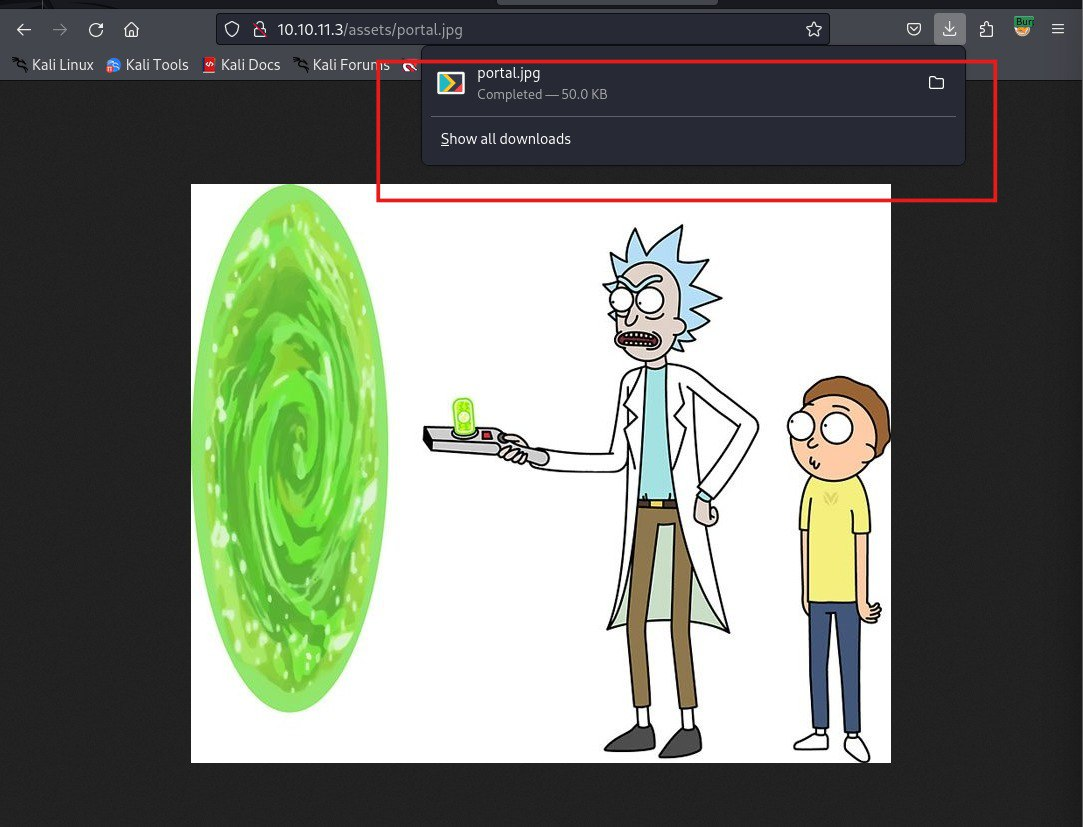 10.10.11.3/assets/portal.jpg
Kali Linux Kali Tools Kali Docs Kali Forums
portal.jpg
Completed — 50.0 KB
Show all downloads